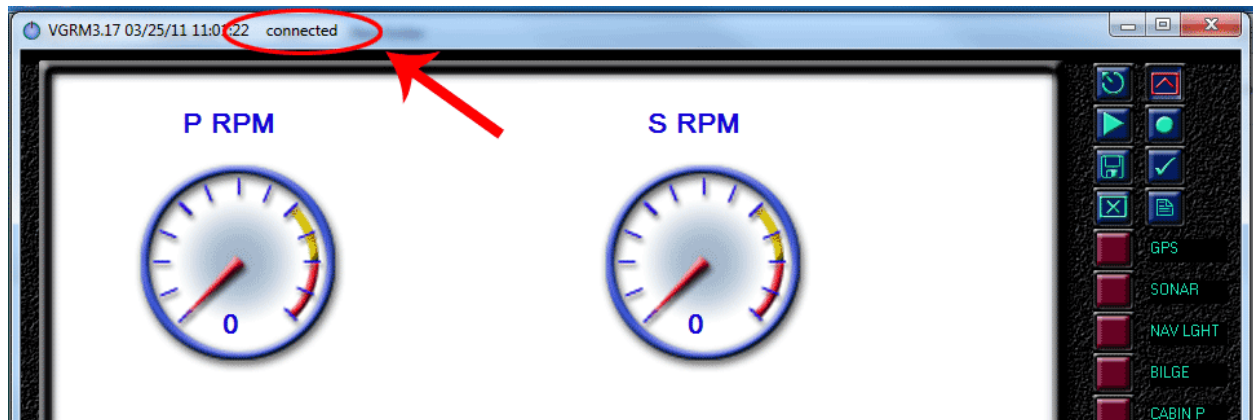 VGRM3.17 03/25/11 11:01:22 connected
P RPM
S RPM
0
0
GPS
SONAR
NAV LGHT
BILGE
CABIN P